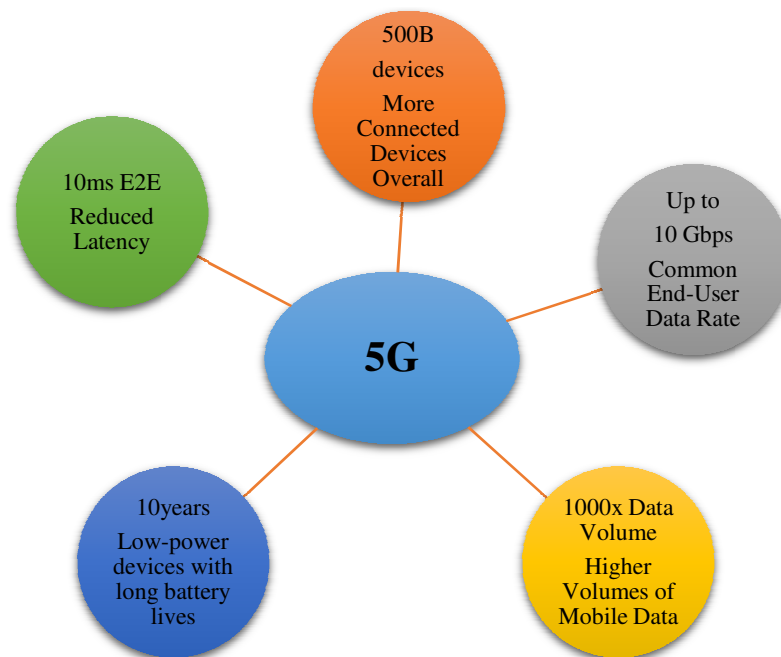 500B
devices
More
Connected
Devices
Overall
10ms E2E
Reduced
Latency
Up to
10 Gbps
Common
End-User
Data Rate
5G
10years
Low-power
devices with
long battery
lives
1000x Data
Volume
Higher
Volumes of
Mobile Data